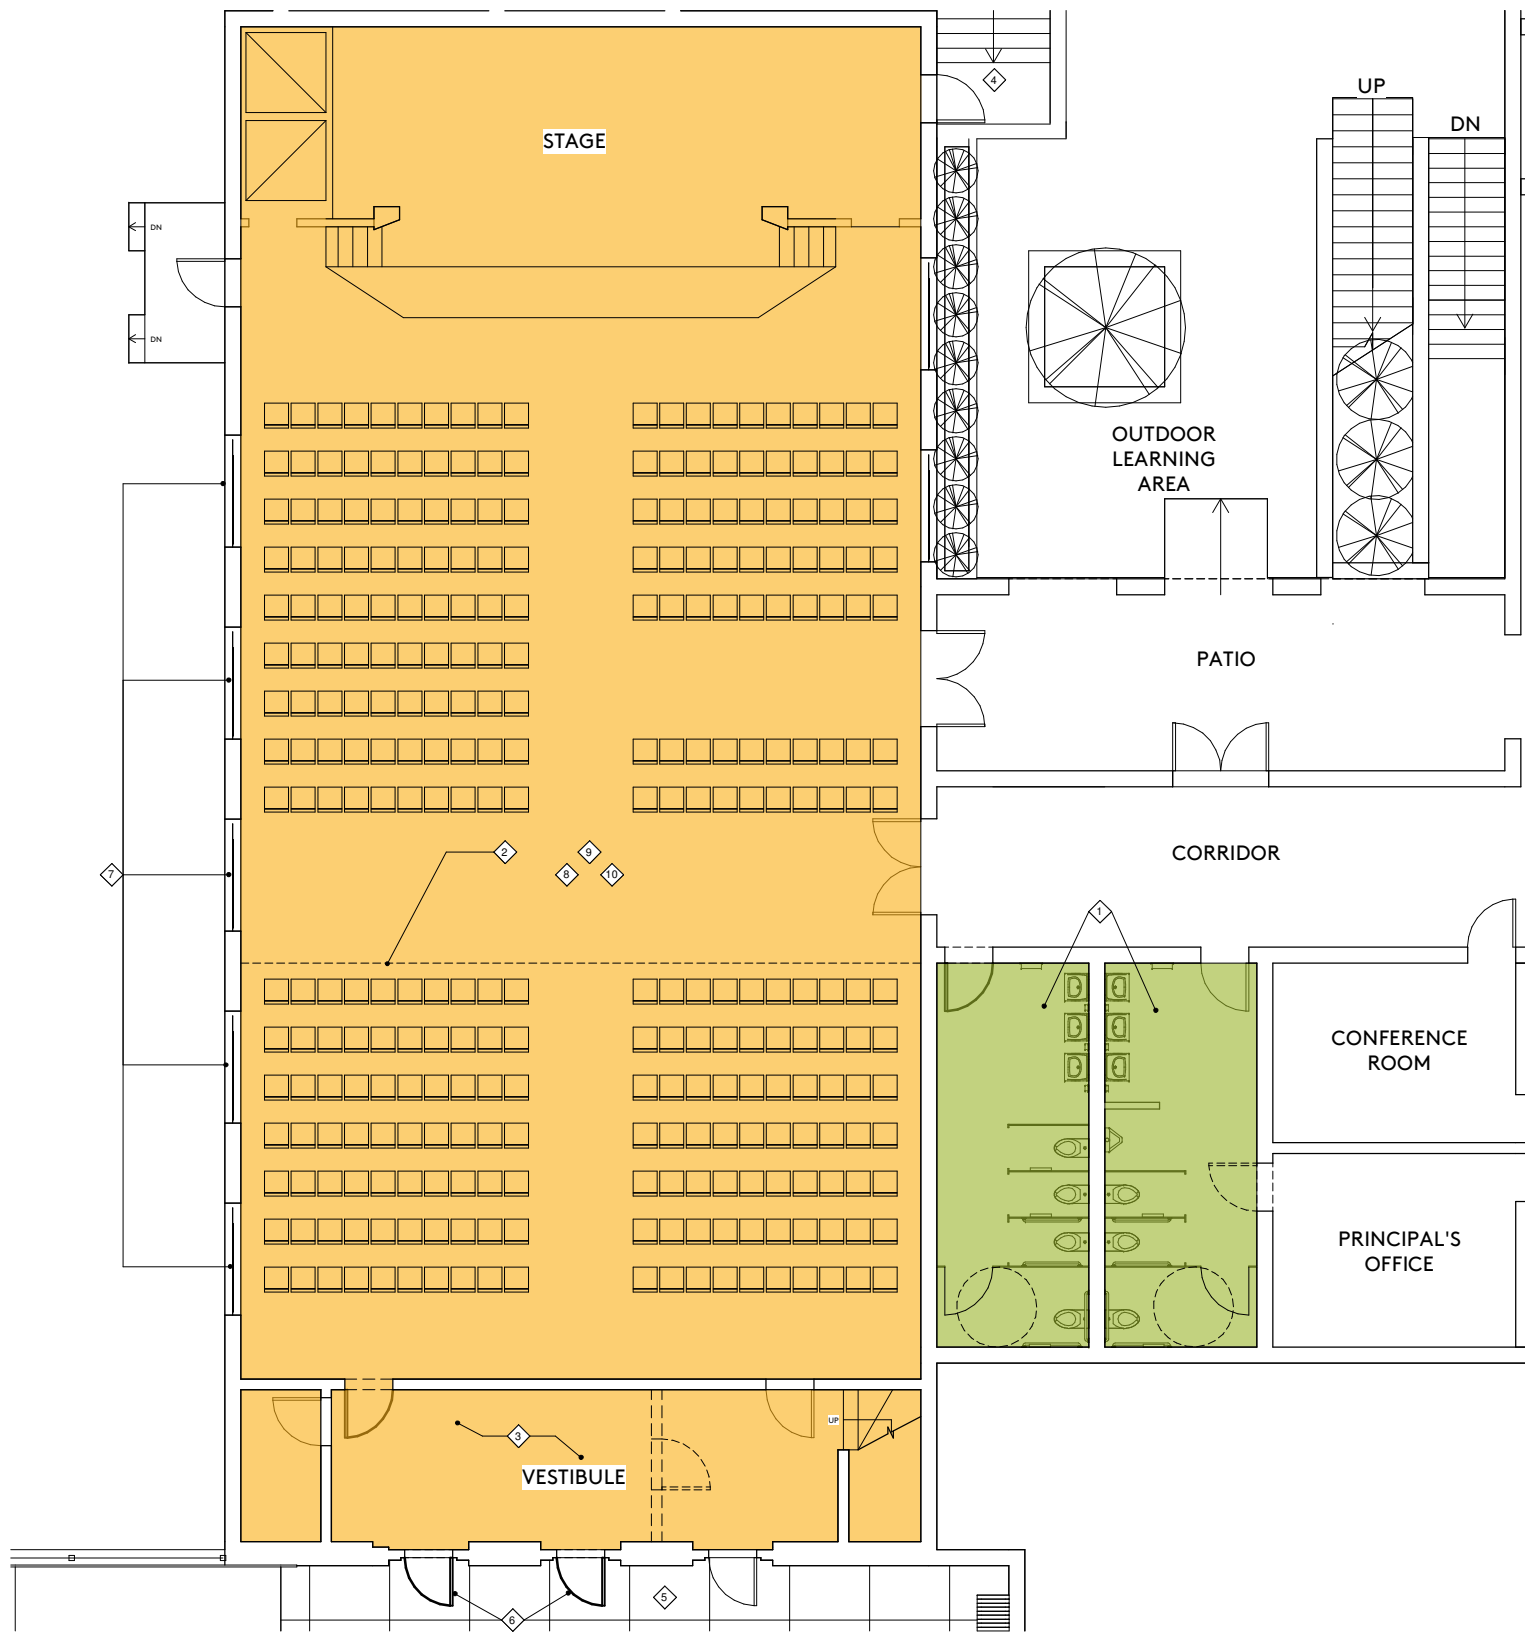 UP
4
DN
STAGE
DN
DN
OUTDOOR
LEARNING
AREA
PATIO
2
9
8
10
7
CORRIDOR
1
CONFERENCE
ROOM
PRINCIPAL'S
OFFICE
UP
3
VESTIBULE
5
6